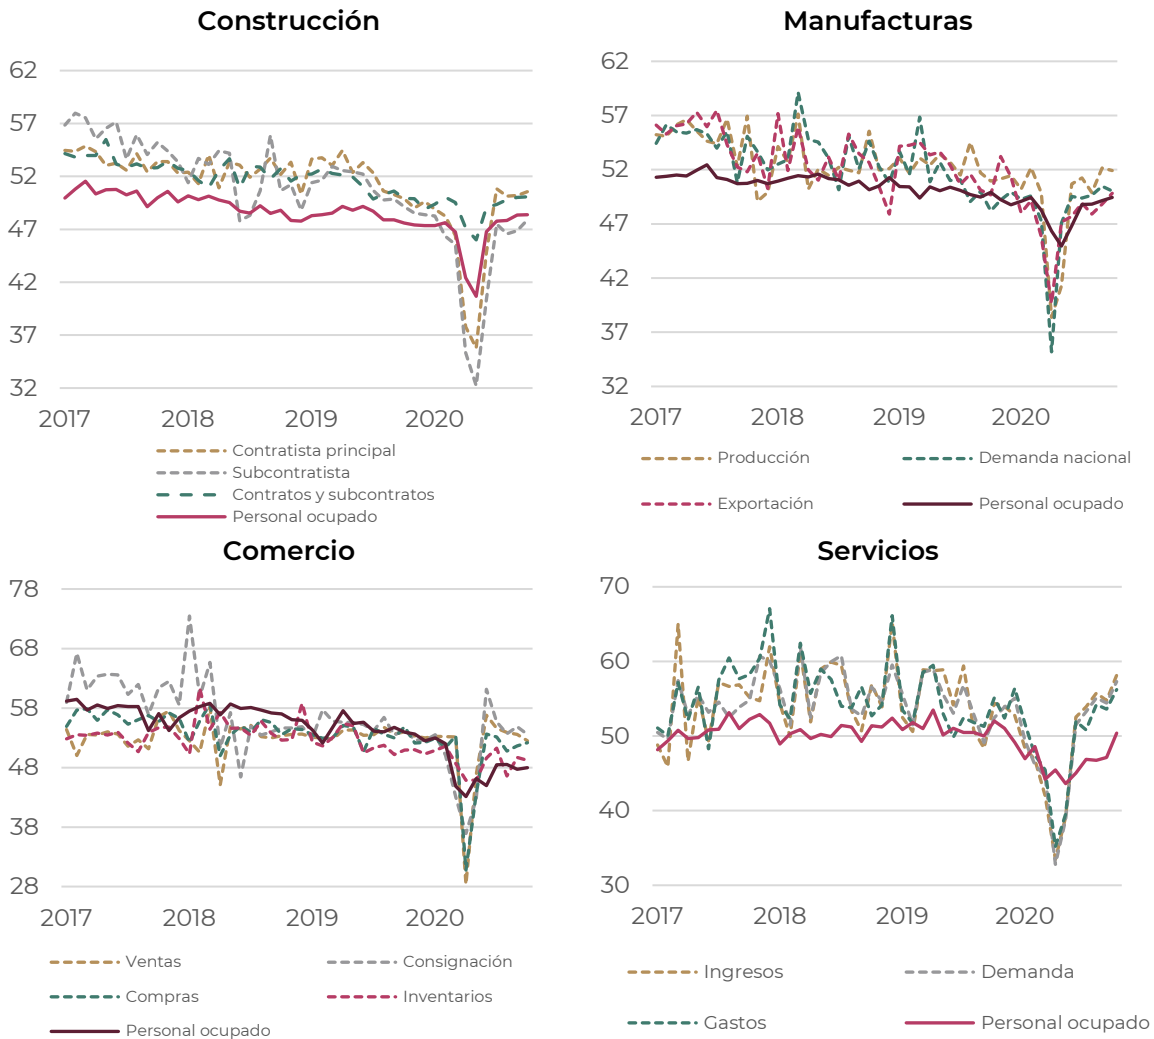 Construcción
62
57
52
47
42
37
32
2017 2018 2019 2020
Contratista principal
Subcontratista
Contratos y subcontratos
Personal ocupado
Manufacturas
62
57
52
47
42
37
32
2017 2018 2019 2020
Producción Demanda nacional
Exportación Personal ocupado
Comercio
78
68
58
48
38
28
2017 2018 2019 2020
Ventas Consignación
Compras Inventarios
Personal ocupado
Servicios
70
60
50
40
30
2017 2018 2019 2020
Ingresos Demanda
Gastos Personal ocupado